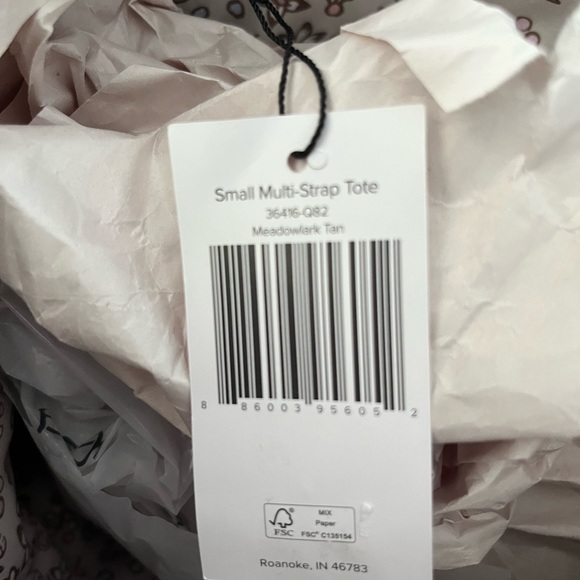 Small Multi-Strap Tote
36416-Q82
Meadowlark Tan
8 86003 95605 2
FSC
MIX
Paper
FSC® C135154
Roanoke, IN 46783